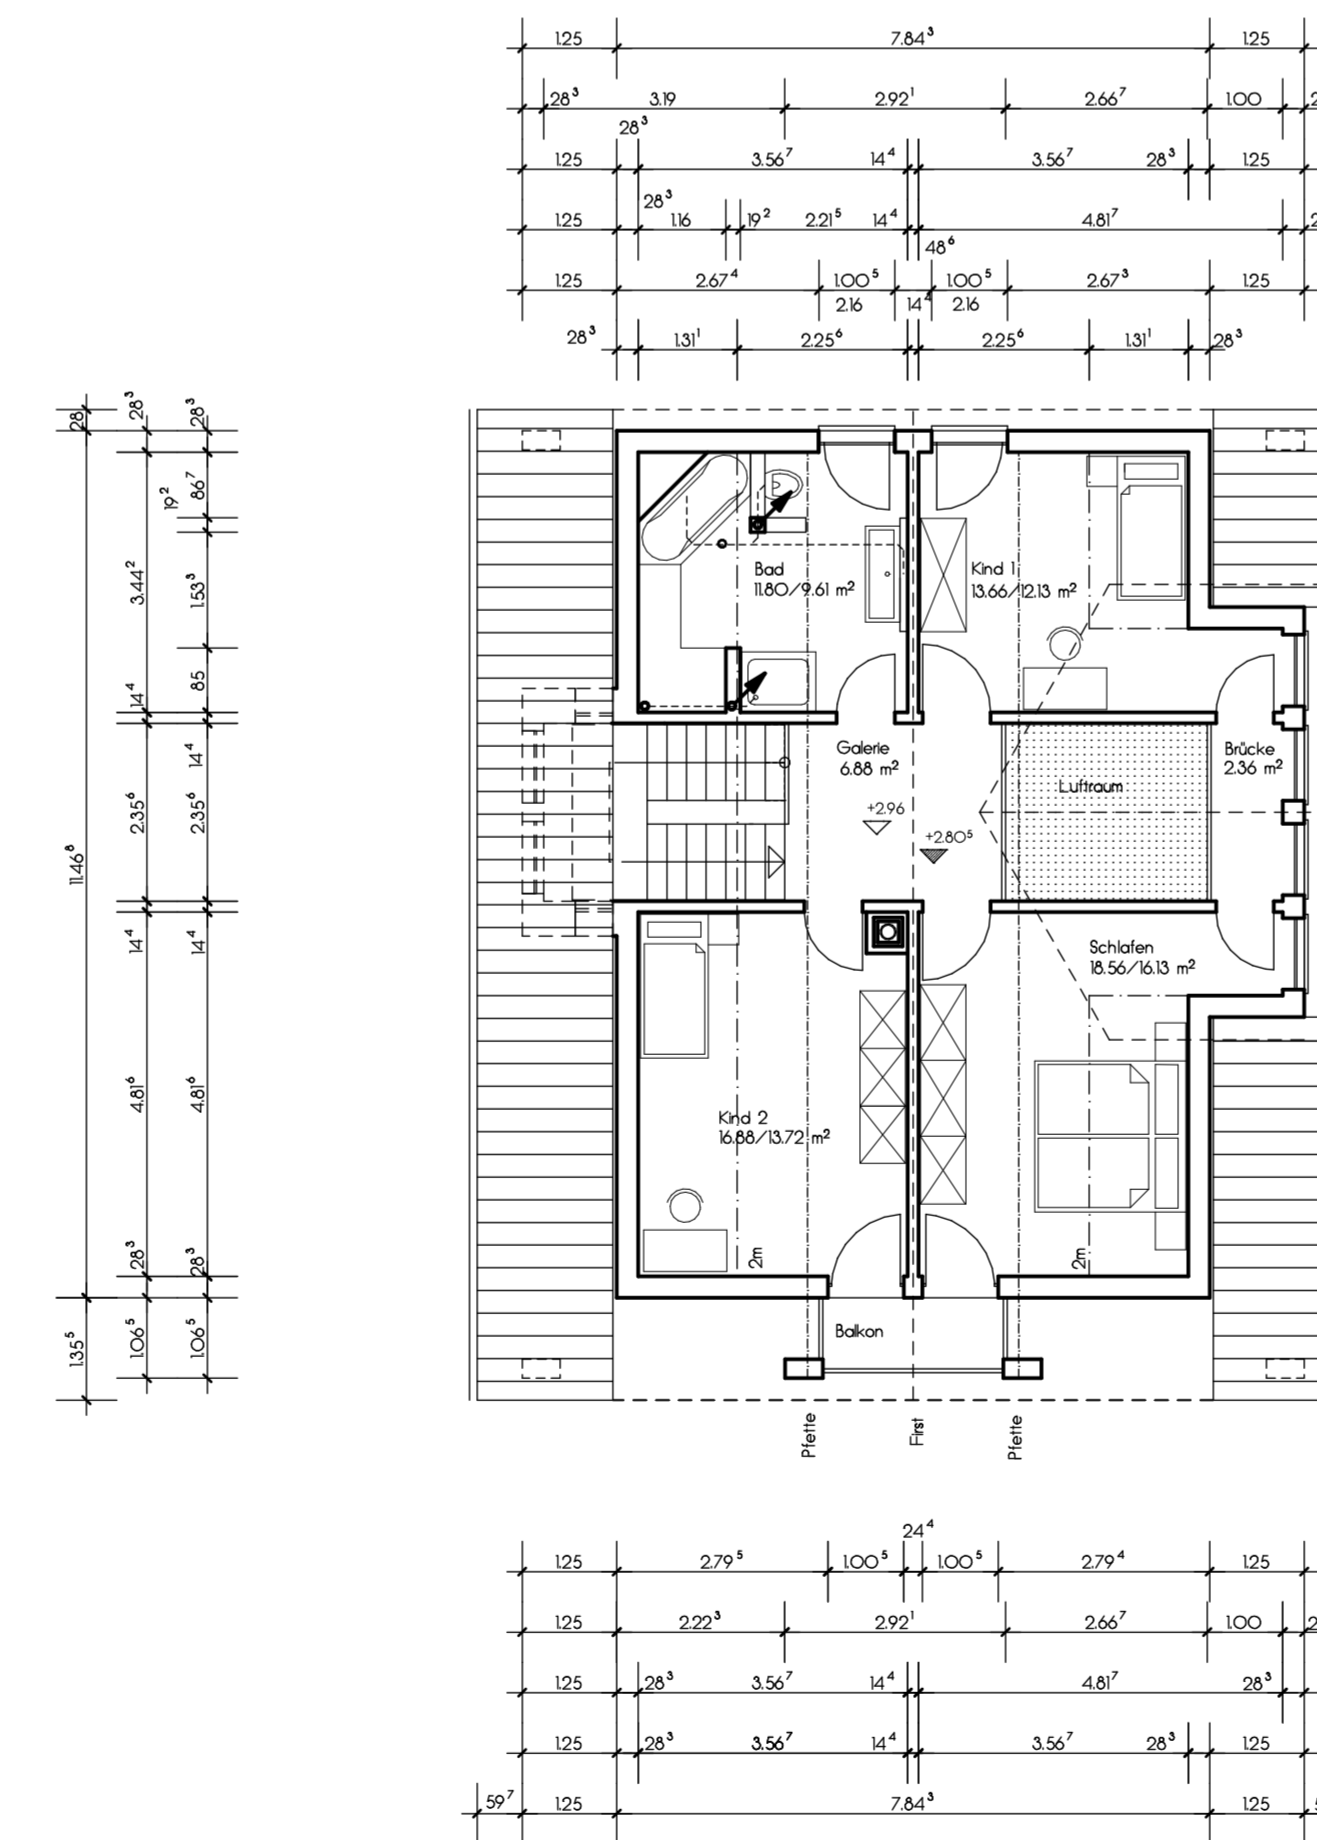 1.25 7.84³ 1.25
28³ 3.19 2.92¹ 2.66⁷ 1.00
28³
1.25 3.56⁷ 14⁴ 3.56⁷ 28³ 1.25
28³
1.25 1.16 19² 2.21⁵ 14⁴ 4.81⁷
48⁶
1.25 2.67⁴ 1.00⁵ 1.00⁵ 2.67³ 1.25
2.16 14⁴ 2.16
28³ 1.31¹ 2.25⁶ 2.25⁶ 1.31¹ 28³
28 11.46⁸ 1.35⁵
28³ 3.44² 14⁴ 2.35⁶ 14⁴ 4.81⁶ 28³ 1.06⁵
19²
28³ 86⁷ 1.53³ 85 14⁴ 2.35⁶ 14⁴ 4.81⁶ 28³ 1.06⁵
Bad
11.80/9.61 m²
Kind 1
13.66/12.13 m²
Galerie
6.88 m²
Brücke
2.36 m²
Luftraum
+2.96
+2.80⁵
Schlafen
18.56/16.13 m²
Kind 2
16.88/13.72 m²
2m
2m
Balkon
Pfette
First
Pfette
24⁴
1.25 2.79⁵ 1.00⁵ 1.00⁵ 2.79⁴ 1.25
1.25 2.22³ 2.92¹ 2.66⁷ 1.00
1.25 28³ 3.56⁷ 14⁴ 4.81⁷ 28³
1.25 28³ 3.56⁷ 14⁴ 3.56⁷ 28³ 1.25
59⁷ 1.25 7.84³ 1.25